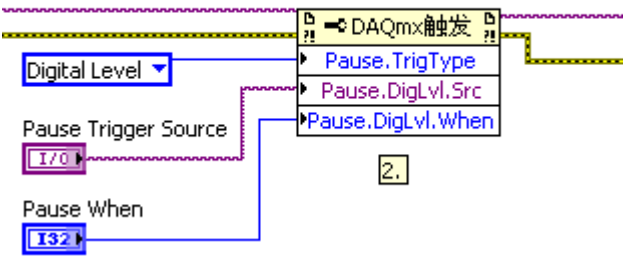 DAQmx触发
Digital Level
Pause.TrigType
Pause.DigLvl.Src
Pause.DigLvl.When
Pause Trigger Source
I/O
2.
Pause When
I32